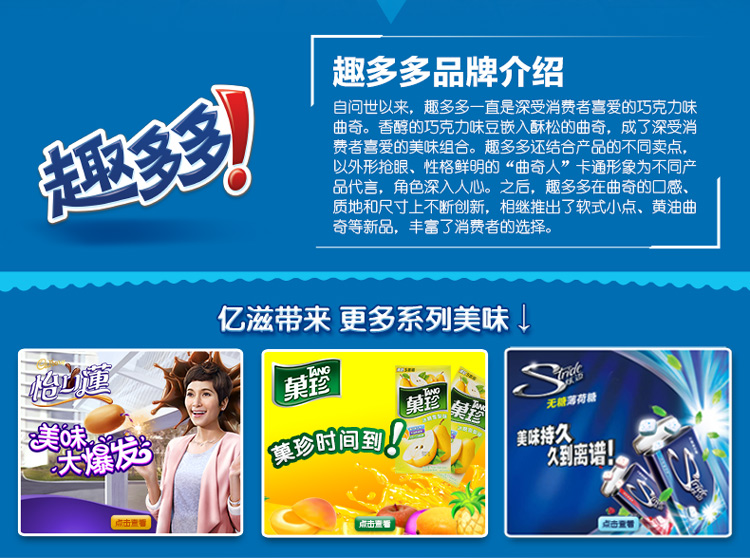 趣多多!
趣多多品牌介绍
自问世以来，趣多多一直是深受消费者喜爱的巧克力味
曲奇。香醇的巧克力味豆嵌入酥松的曲奇，成了深受消
费者喜爱的美味组合。趣多多还结合产品的不同卖点，
以外形抢眼、性格鲜明的“曲奇人”卡通形象为不同产
品代言，角色深入人心。之后，趣多多在曲奇的口感、
质地和尺寸上不断创新，相继推出了软式小点、黄油曲
奇等新品，丰富了消费者的选择。
亿滋带来 更多系列美味↓
怡口莲
美味
大爆发
点击查看
TANG
菓珍
菓珍时间到!
TANG
菓珍
点击查看
Stride
炫迈
无糖薄荷糖
美味持久
久到离谱!
点击查看